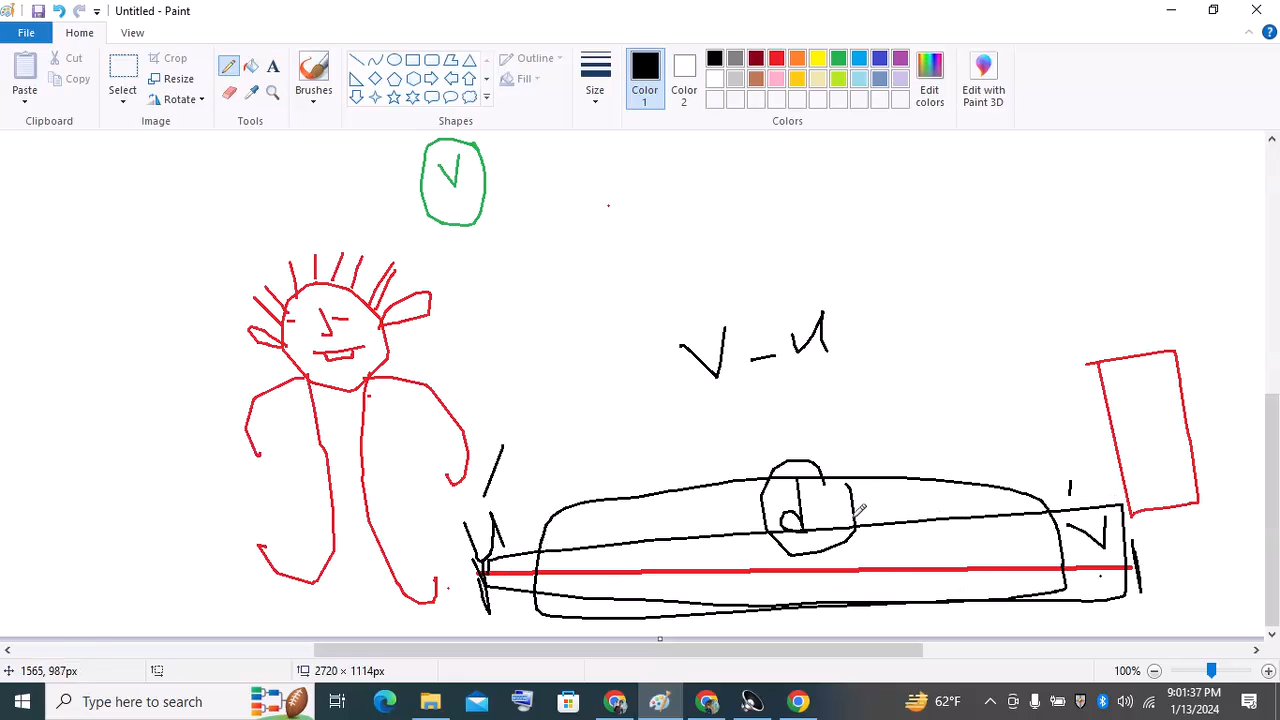 Untitled - Paint
File
Home
View
Paste
Cut
Copy
Clipboard
Select
Crop
Resize
Rotate
Image
Tools
Brushes
Shapes
Outline
Fill
Size
Color 1
Color 2
Edit colors
Edit with Paint 3D
Colors
V
V - u
u
d
V
1565, 987px
2720 × 1114px
100%
Type here to search
62°F
9:01:37 PM
1/13/2024